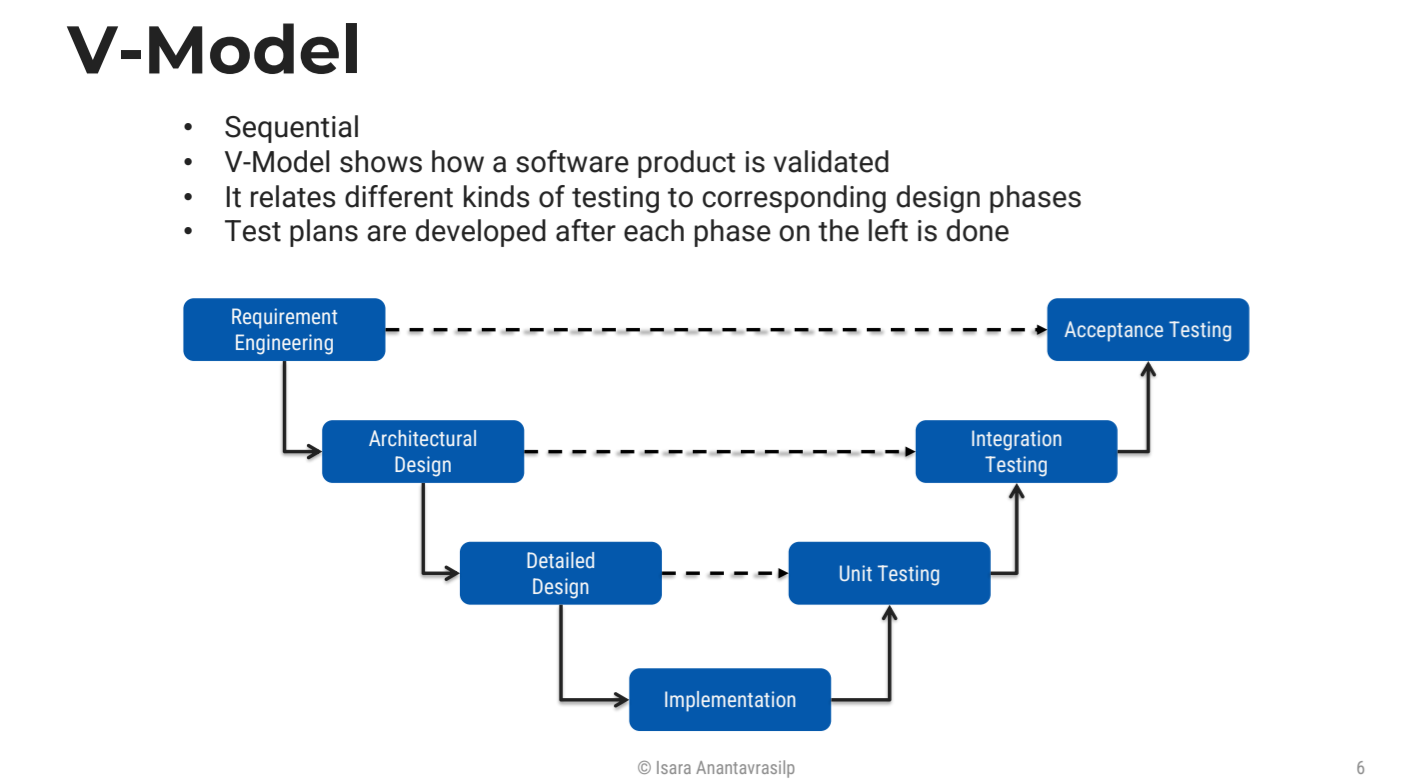 V-Model
• Sequential
• V-Model shows how a software product is validated
• It relates different kinds of testing to corresponding design phases
• Test plans are developed after each phase on the left is done
Requirement
Engineering
Acceptance Testing
Architectural
Design
Integration
Testing
Detailed
Design
Unit Testing
Implementation
© Isara Anantavrasilp
6